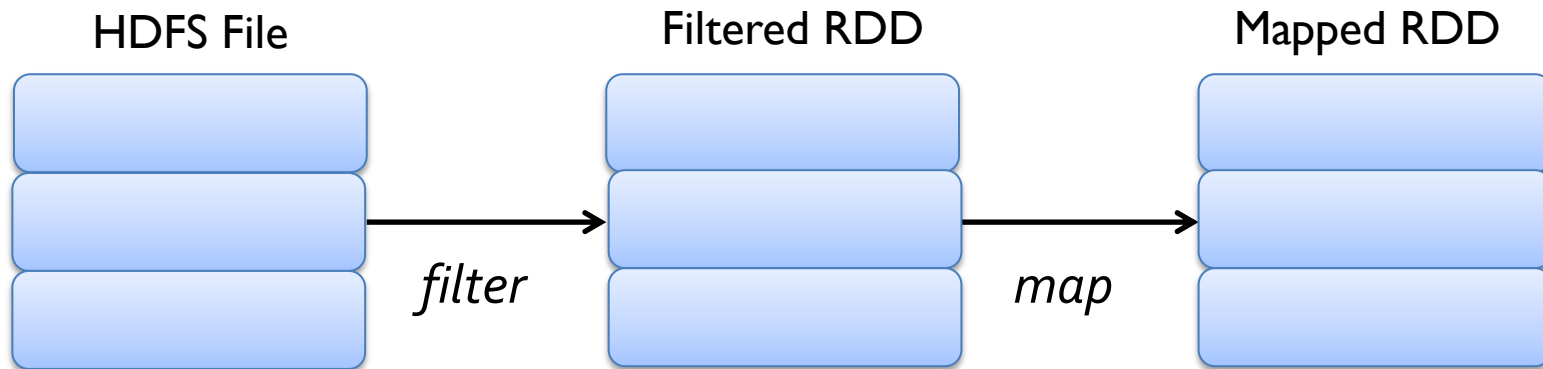 HDFS File
Filtered RDD
Mapped RDD
filter
map